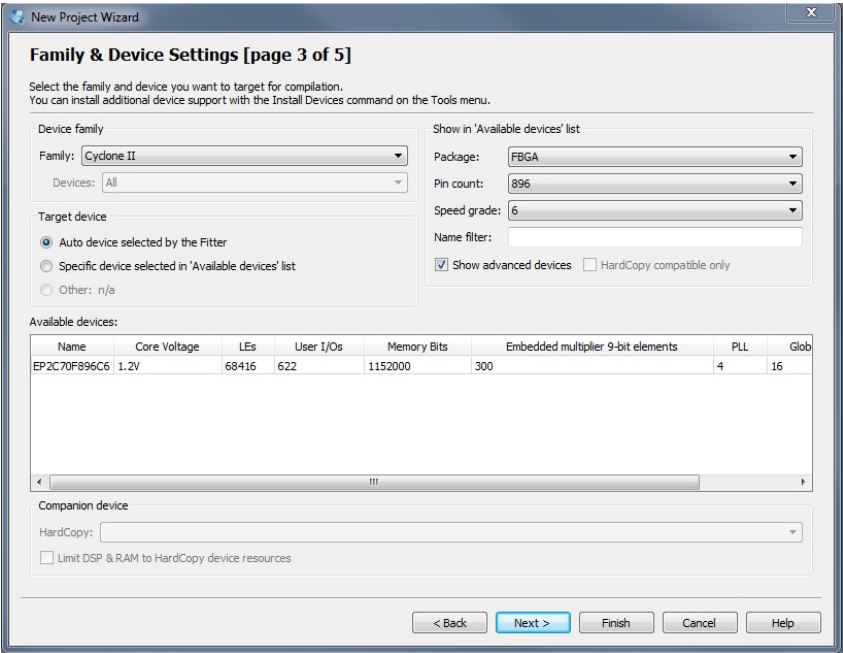 New Project Wizard
x
Family & Device Settings [page 3 of 5]
Select the family and device you want to target for compilation.
You can install additional device support with the Install Devices command on the Tools menu.
Device family
Family: Cyclone II
Devices: All
Target device
Auto device selected by the Fitter
Specific device selected in 'Available devices' list
Other: n/a
Show in 'Available devices' list
Package: FBGA
Pin count: 896
Speed grade: 6
Name filter:
Show advanced devices HardCopy compatible only
Available devices:
Name Core Voltage LEs User I/Os Memory Bits Embedded multiplier 9-bit elements PLL Glob
EP2C70F896C6 1.2V 68416 622 1152000 300 4 16
Companion device
HardCopy:
Limit DSP & RAM to HardCopy device resources
< Back Next > Finish Cancel Help